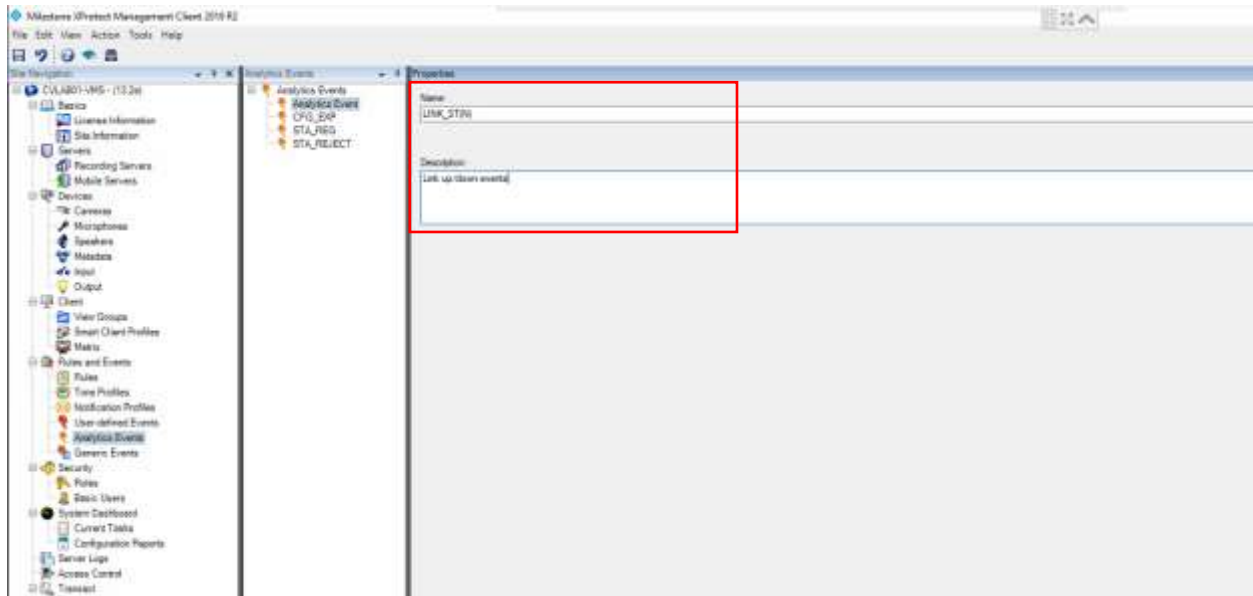 Milestone XProtect Management Client 2018 R2
File Edit View Action Tools Help
Site Navigation
CVLAB01-VMS - (13.2a)
Basics
License Information
Site Information
Servers
Recording Servers
Mobile Servers
Devices
Cameras
Microphones
Speakers
Metadata
Input
Output
Client
View Groups
Smart Client Profiles
Matrix
Rules and Events
Rules
Time Profiles
Notification Profiles
User-defined Events
Analytics Events
Generic Events
Security
Roles
Basic Users
System Dashboard
Current Tasks
Configuration Reports
Server Logs
Access Control
Transact
Analytics Events
Analytics Events
Analytics Event
CFG_EXP
STA_REG
STA_REJECT
Properties
Name
Description
Link up/down events